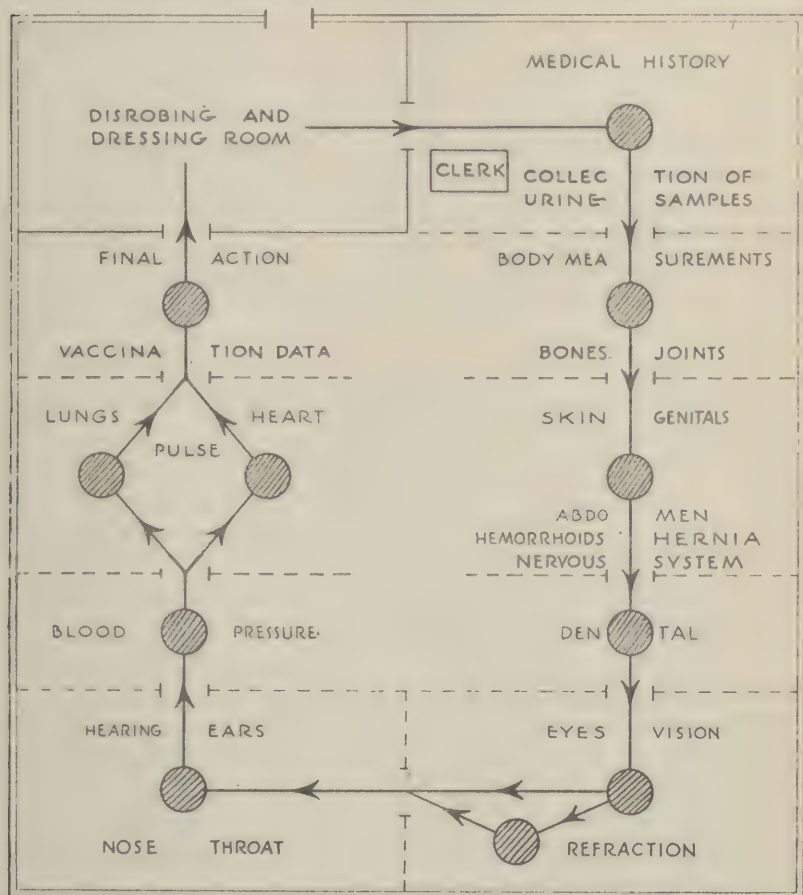 MEDICAL HISTORY
DISROBING AND
DRESSING ROOM
CLERK
COLLEC TION OF
URINE SAMPLES
BODY MEA SUREMENTS
BONES JOINTS
SKIN GENITALS
ABDO MEN
HEMORRHOIDS HERNIA
NERVOUS SYSTEM
DEN TAL
EYES VISION
REFRACTION
NOSE THROAT
HEARING EARS
BLOOD PRESSURE
LUNGS HEART
PULSE
VACCINA TION DATA
FINAL ACTION